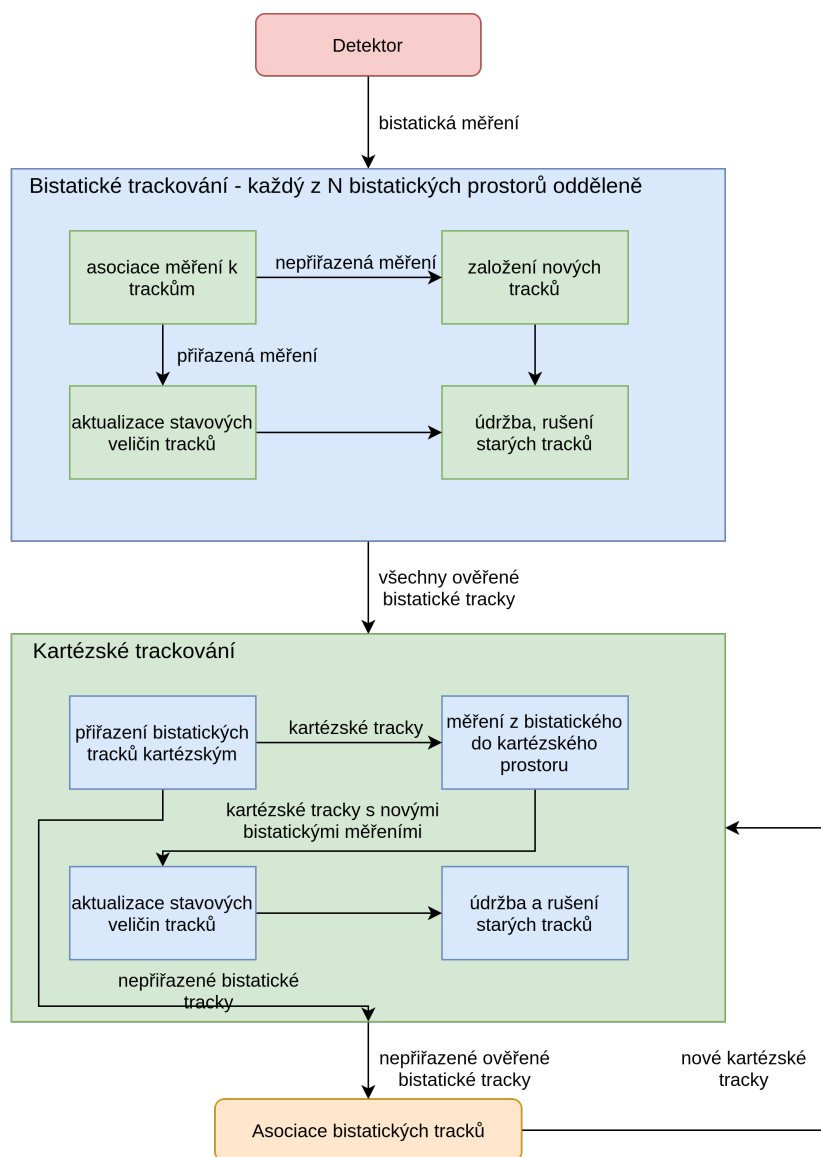 Detektor
bistatická měření
Bistatické trackování - každý z N bistatických prostorů odděleně
asociace měření k
trackům
nepřiřazená měření
založení nových
tracků
přiřazená měření
aktualizace stavových
veličin tracků
údržba, rušení
starých tracků
všechny ověřené
bistatické tracky
Kartézské trackování
přiřazení bistatických
tracků kartézským
kartézské tracky
měření z bistatického
do kartézského
prostoru
kartézské tracky s novými
bistatickými měřeními
aktualizace stavových
veličin tracků
údržba a rušení
starých tracků
nepřiřazené bistatické
tracky
nepřiřazené ověřené
bistatické tracky
nové kartézské
tracky
Asociace bistatických tracků